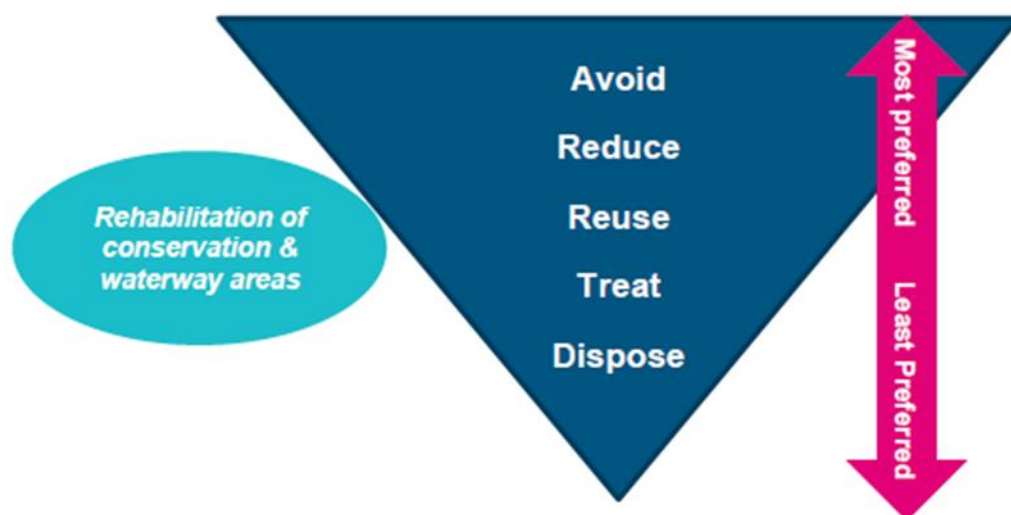 Avoid
Reduce
Reuse
Treat
Dispose
Rehabilitation of
conservation &
waterway areas
Most preferred
Least Preferred